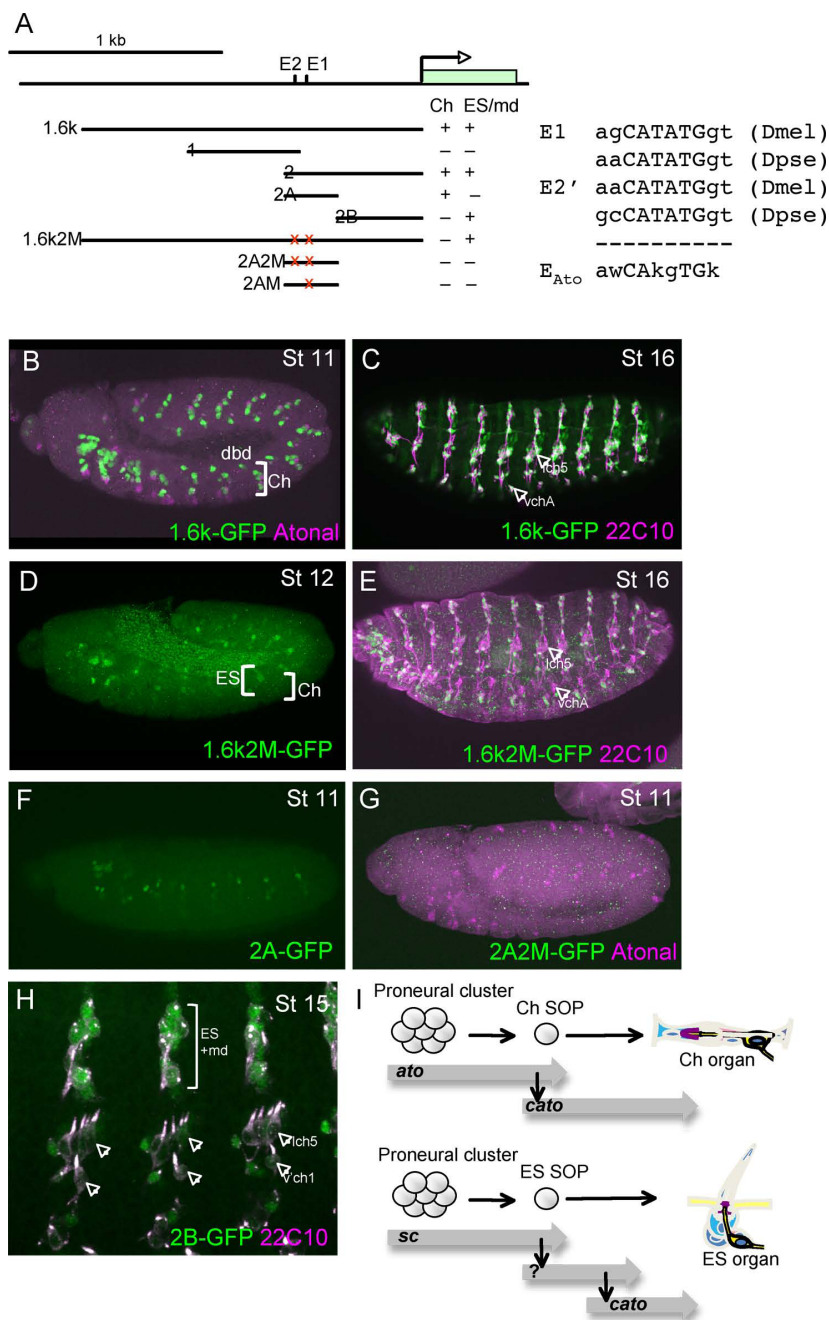 A
1 kb
E2 E1
Ch ES/md
1.6k + +
1 – –
2 + +
2A + –
2B – +
1.6k2M x x – +
2A2M x x – –
2AM x – –
E1 agCATATGgt (Dmel)
aaCATATGgt (Dpse)
E2’ aaCATATGgt (Dmel)
gcCATATGgt (Dpse)
----------
EAto awCAkgTGk
B St 11
dbd
Ch
1.6k-GFP Atonal
C St 16
lch5
vchA
1.6k-GFP 22C10
D St 12
ES
Ch
1.6k2M-GFP
E St 16
lch5
vchA
1.6k2M-GFP 22C10
F St 11
2A-GFP
G St 11
2A2M-GFP Atonal
H St 15
ES
+md
lch5
v'ch1
2B-GFP 22C10
I
Proneural cluster Ch SOP
Ch organ
ato
cato
Proneural cluster ES SOP
ES organ
sc
?
cato